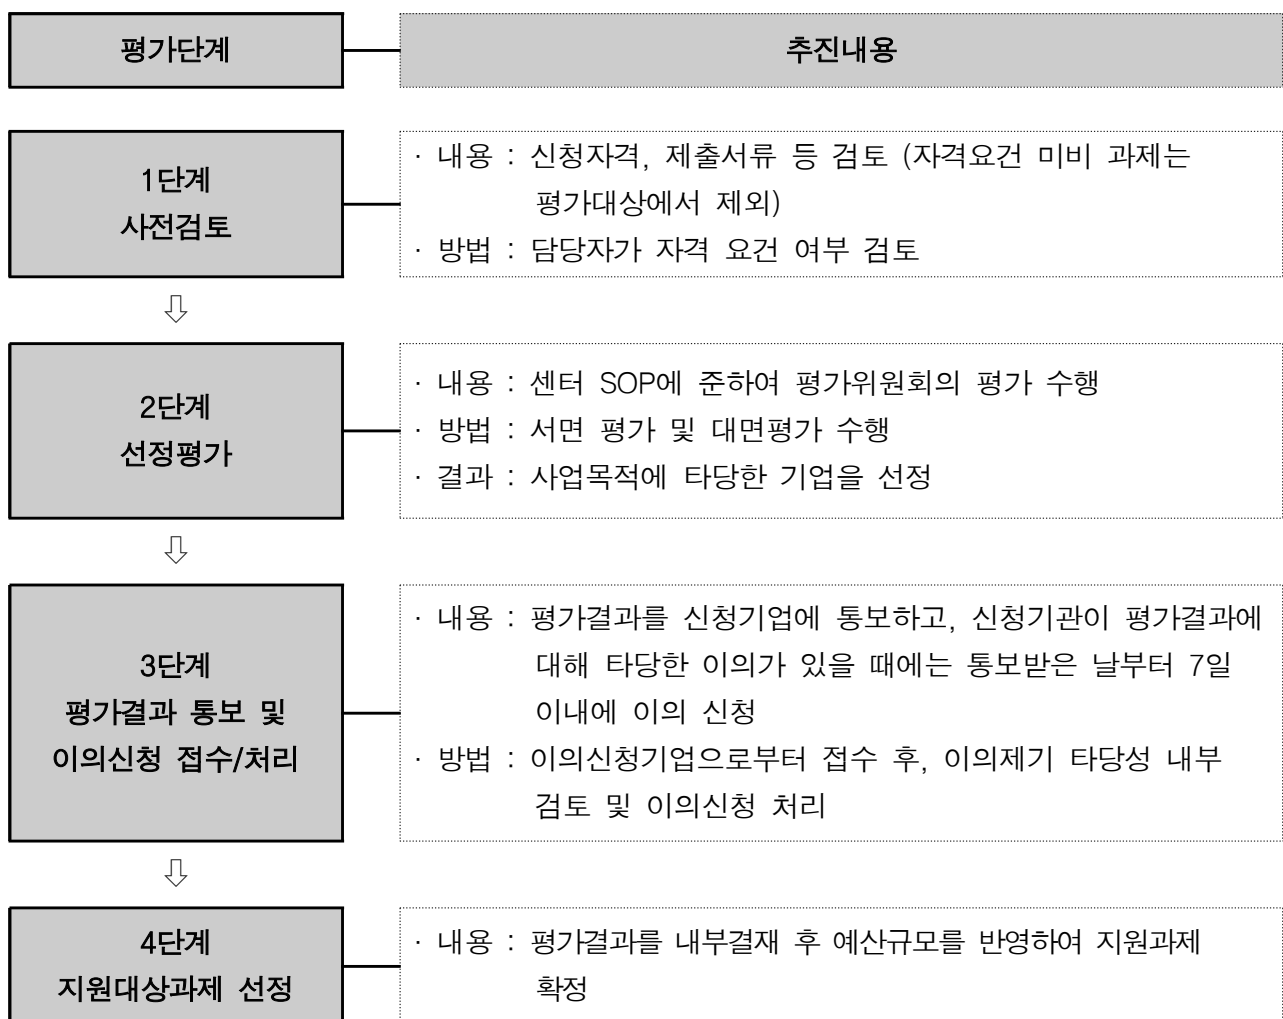 평가단계
추진내용
1단계
사전검토
· 내용 : 신청자격, 제출서류 등 검토 (자격요건 미비 과제는
평가대상에서 제외)
· 방법 : 담당자가 자격 요건 여부 검토
⇩
2단계
선정평가
· 내용 : 센터 SOP에 준하여 평가위원회의 평가 수행
· 방법 : 서면 평가 및 대면평가 수행
· 결과 : 사업목적에 타당한 기업을 선정
⇩
3단계
평가결과 통보 및
이의신청 접수/처리
· 내용 : 평가결과를 신청기업에 통보하고, 신청기관이 평가결과에
대해 타당한 이의가 있을 때에는 통보받은 날부터 7일
이내에 이의 신청
· 방법 : 이의신청기업으로부터 접수 후, 이의제기 타당성 내부
검토 및 이의신청 처리
⇩
4단계
지원대상과제 선정
· 내용 : 평가결과를 내부결재 후 예산규모를 반영하여 지원과제
확정